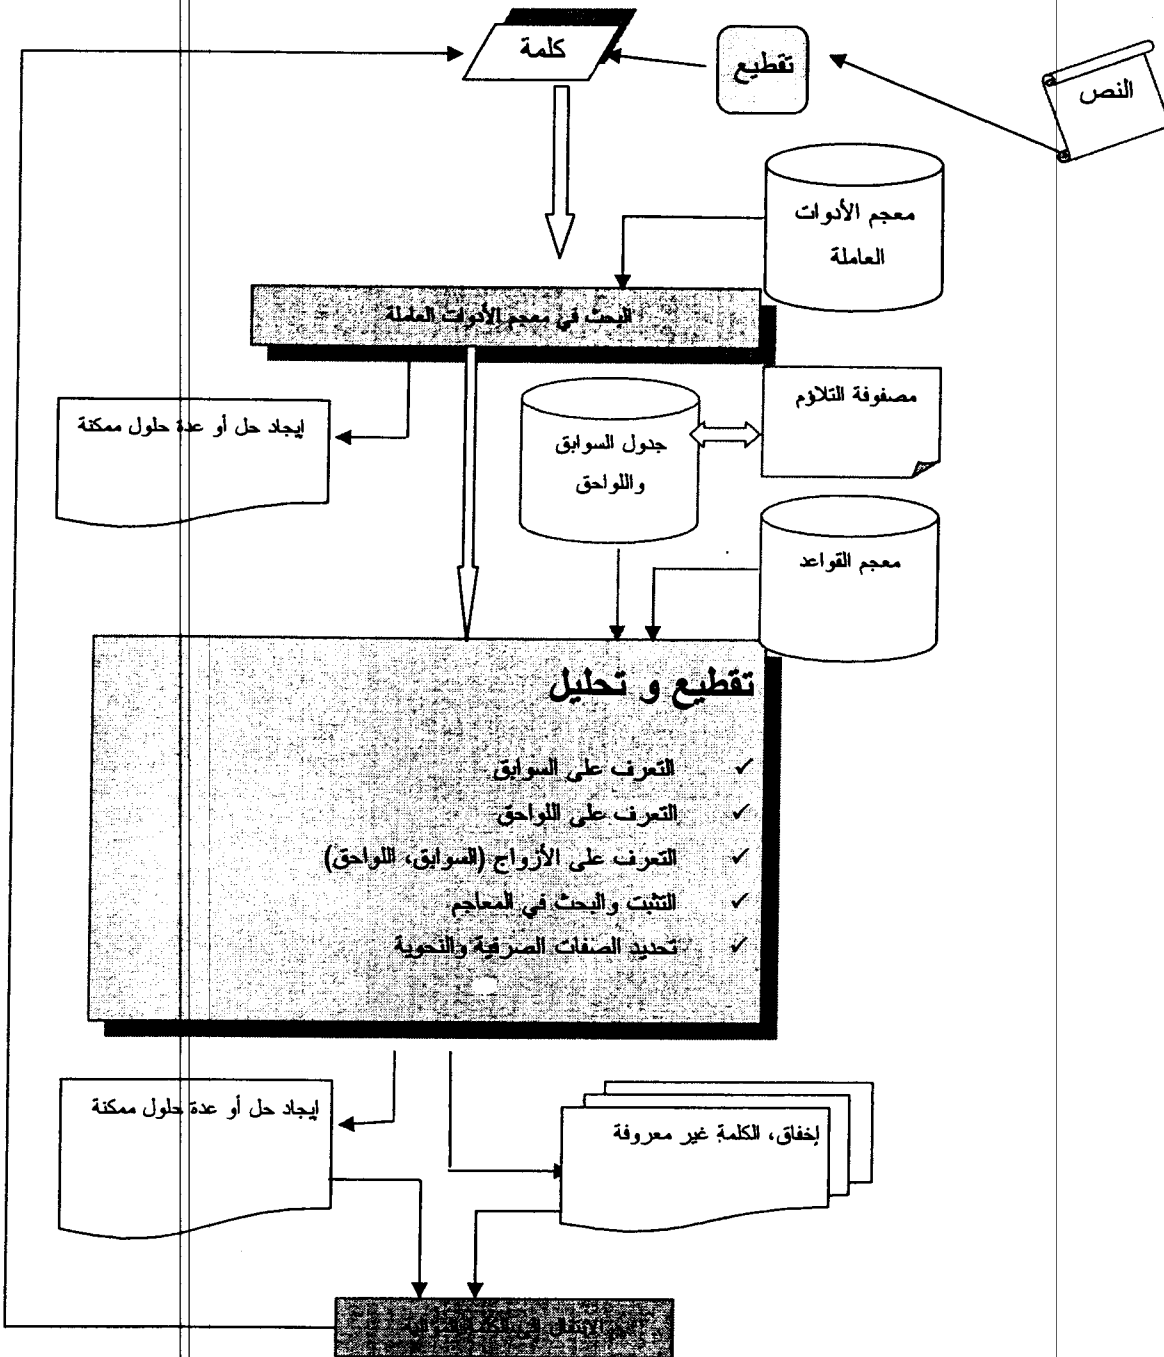 النص
تقطيع
كلمة
معجم الأدوات
العاملة
البحث في معجم الأدوات العاملة
مصفوفة التلاؤم
جدول السوابق
واللواحق
إيجاد حل أو عدة حلول ممكنة
معجم القواعد
تقطيع و تحليل
✓ التعرف على السوابق
✓ التعرف على اللواحق
✓ التعرف على الأزواج (السوابق، اللواحق)
✓ التثبت والبحث في المعاجم
✓ تحديد الصفات الصرفية والنحوية
إيجاد حل أو عدة حلول ممكنة
إخفاق، الكلمة غير معروفة